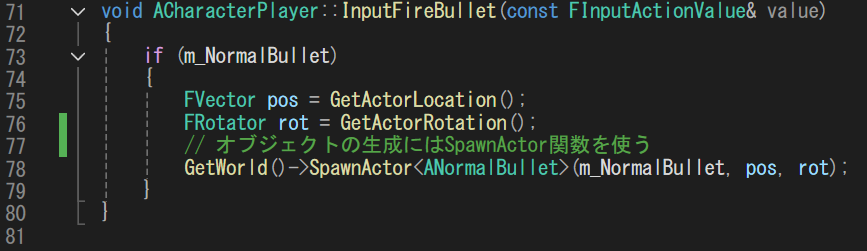 71 void ACharacterPlayer::InputFireBullet(const FInputActionValue& value)
72 {
73 if (m_NormalBullet)
74 {
75 FVector pos = GetActorLocation();
76 FRotator rot = GetActorRotation();
77 // オブジェクトの生成にはSpawnActor関数を使う
78 GetWorld()->SpawnActor<ANormalBullet>(m_NormalBullet, pos, rot);
79 }
80 }
81